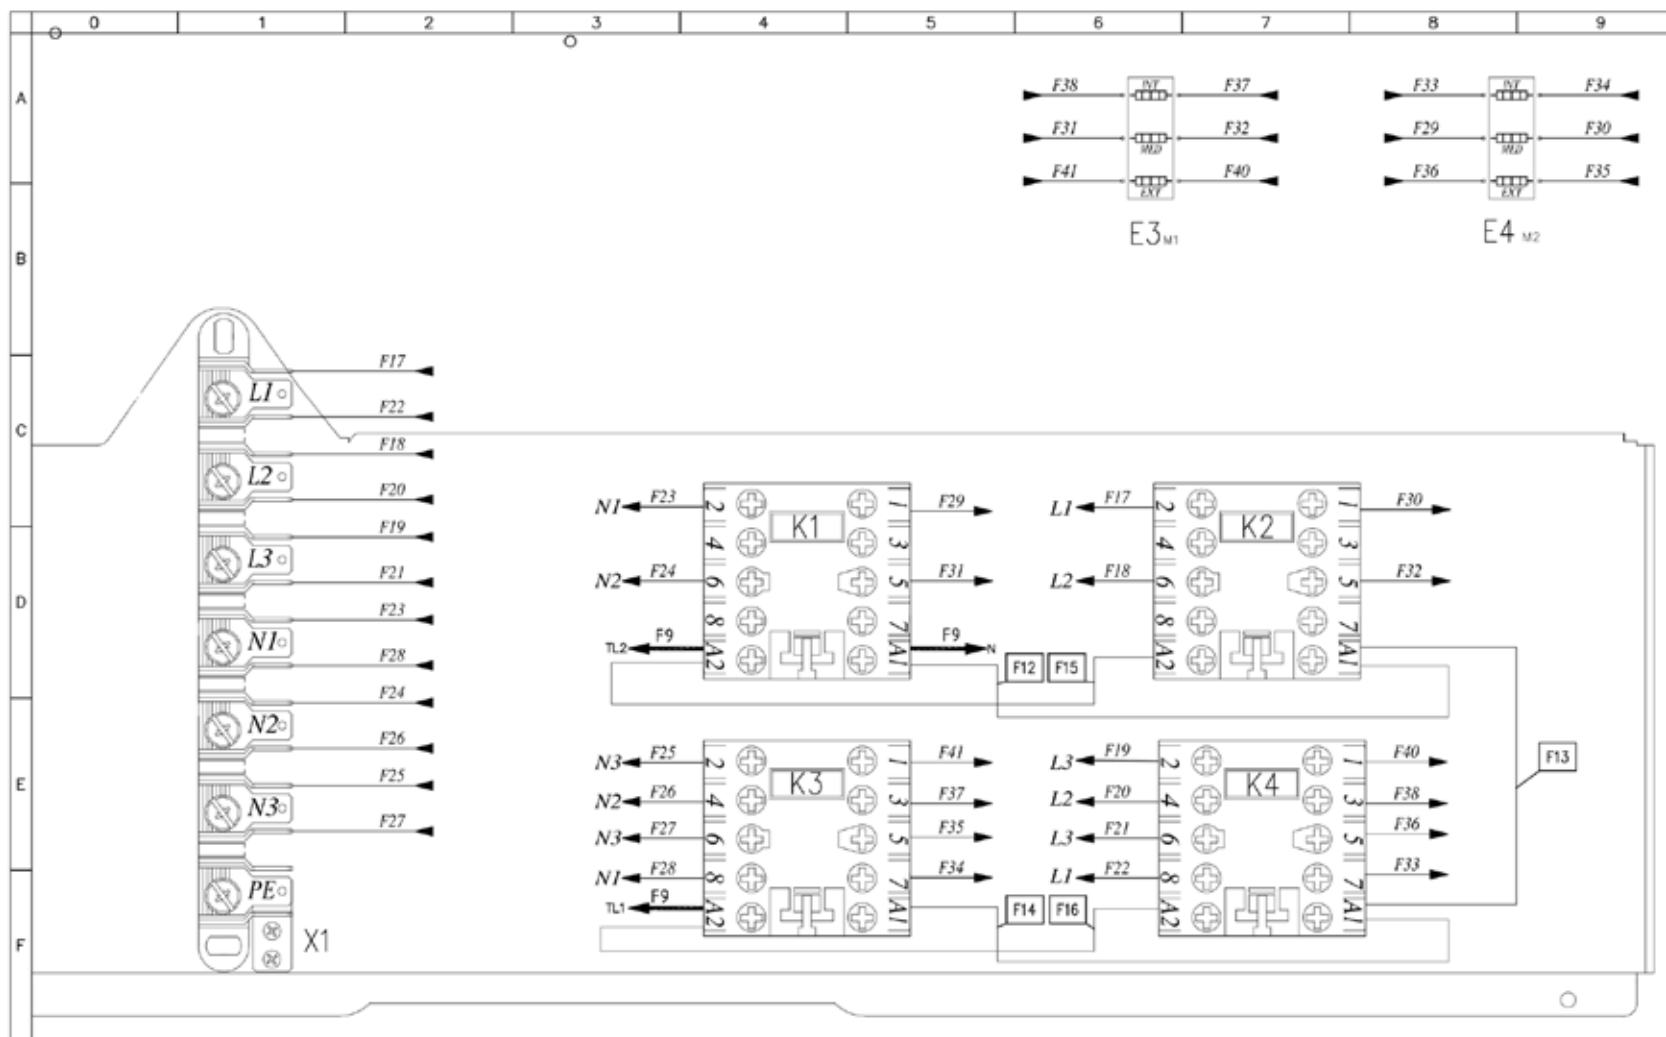 0 1 2 3 4 5 6 7 8 9
A
F38 INT F37 F33 INT F34
F31 MED F32 F29 MED F30
F41 EXT F40 F36 EXT F35
E3 M1 E4 M2
B
F17
L1
F22
C
F18
L2
F20
N1 F23 2 1 F29 L1 F17 2 1 F30
K1 K2
F19
4 3 4 3
L3
N2 F24 6 5 F31 L2 F18 6 5 F32
F21
D
F23
8 7 8 7
N1
TL2 F9 A2 A1 F9 N A2 A1
F12 F15
F28
F24
N2
F26
N3 F25 2 1 F41 L3 F19 2 1 F40
F13
K3 K4
E
F25
N2 F26 4 3 F37 L2 F20 4 3 F38
N3
F27
N3 F27 6 5 F35 L3 F21 6 5 F36
N1 F28 8 7 F34 L1 F22 8 7 F33
PE
TL1 F9 A2 A1 F14 F16 A2 A1
X1
F